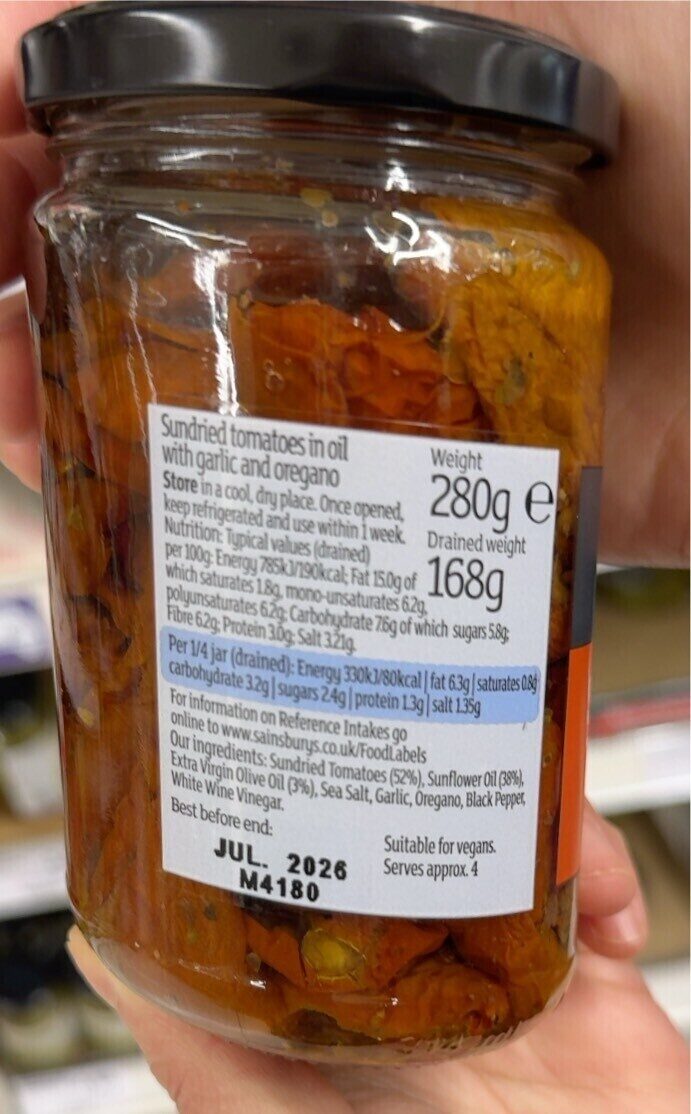 Sundried tomatoes in oil
with garlic and oregano
Store in a cool, dry place. Once opened,
keep refrigerated and use within 1 week.
Nutrition: Typical values (drained)
per 100g: Energy 785kJ/190kcal; Fat 15.0g of
which saturates 1.8g, mono-unsaturates 6.2g,
polyunsaturates 6.2g; Carbohydrate 7.6g of which sugars 5.8g;
Fibre 6.2g; Protein 3.0g; Salt 3.21g.
Weight
280g e
Drained weight
168g
Per 1/4 jar (drained): Energy 330kJ/80kcal | fat 6.3g | saturates 0.8g
carbohydrate 3.2g | sugars 2.4g | protein 1.3g | salt 1.35g
For information on Reference Intakes go
online to www.sainsburys.co.uk/FoodLabels
Our ingredients: Sundried Tomatoes (52%), Sunflower Oil (38%),
Extra Virgin Olive Oil (3%), Sea Salt, Garlic, Oregano, Black Pepper,
White Wine Vinegar.
Best before end:
JUL. 2026
M4180
Suitable for vegans.
Serves approx. 4